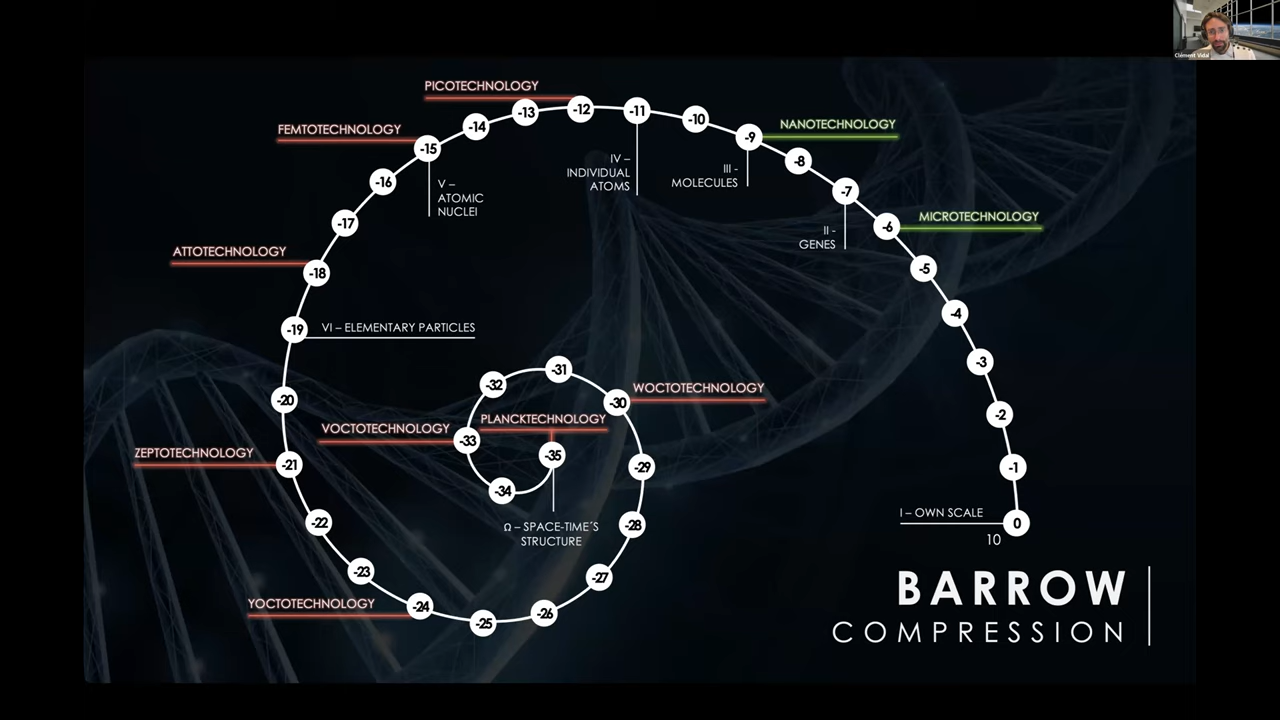 Clément Vidal
PICOTECHNOLOGY
-13
-12
-11
-10
-14
FEMTOTECHNOLOGY
-15
-9
NANOTECHNOLOGY
-8
IV –
INDIVIDUAL
ATOMS
III -
MOLECULES
-16
V –
ATOMIC
NUCLEI
-7
-17
-6
MICROTECHNOLOGY
II -
GENES
ATTOTECHNOLOGY
-18
-5
-4
-19
VI – ELEMENTARY PARTICLES
-3
-32
-31
-30
WOCTOTECHNOLOGY
-20
-2
PLANCKTECHNOLOGY
VOCTOTECHNOLOGY
-33
-35
ZEPTOTECHNOLOGY
-21
-29
-1
-34
I – OWN SCALE
0
10
-22
Ω – SPACE-TIME´S
STRUCTURE
-28
-23
-27
YOCTOTECHNOLOGY
-24
-25
-26
BARROW
COMPRESSION